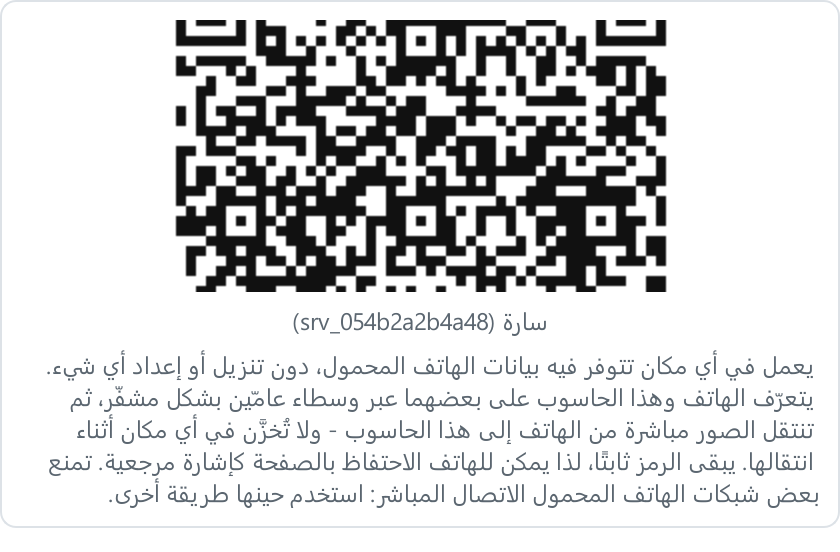 سارة (srv_054b2a2b4a48)
يعمل في أي مكان تتوفر فيه بيانات الهاتف المحمول، دون تنزيل أو إعداد أي شيء.
يتعرّف الهاتف وهذا الحاسوب على بعضهما عبر وسطاء عامّين بشكل مشفّر، ثم
تنتقل الصور مباشرة من الهاتف إلى هذا الحاسوب - ولا تُخزَّن في أي مكان أثناء
انتقالها. يبقى الرمز ثابتًا، لذا يمكن للهاتف الاحتفاظ بالصفحة كإشارة مرجعية. تمنع
بعض شبكات الهاتف المحمول الاتصال المباشر: استخدم حينها طريقة أخرى.